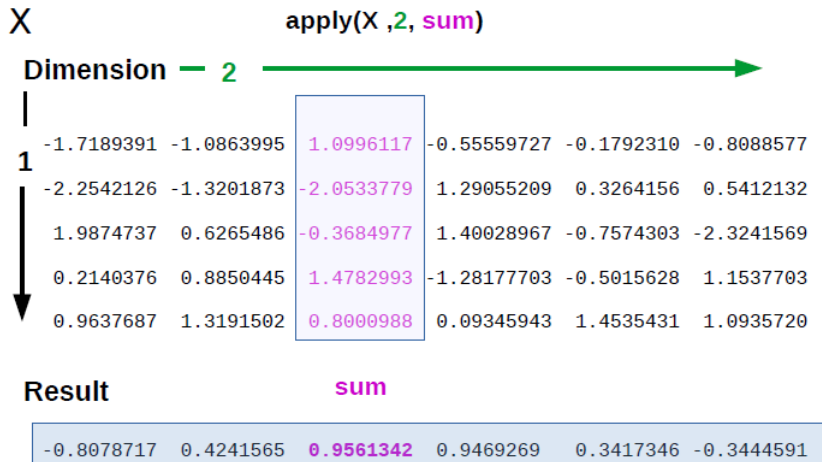 X apply(X ,2, sum)
Dimension 2
1
-1.7189391 -1.0863995 1.0996117 -0.55559727 -0.1792310 -0.8088577
-2.2542126 -1.3201873 -2.0533779 1.29055209 0.3264156 0.5412132
1.9874737 0.6265486 -0.3684977 1.40028967 -0.7574303 -2.3241569
0.2140376 0.8850445 1.4782993 -1.28177703 -0.5015628 1.1537703
0.9637687 1.3191502 0.8000988 0.09345943 1.4535431 1.0935720
Result sum
-0.8078717 0.4241565 0.9561342 0.9469269 0.3417346 -0.3444591